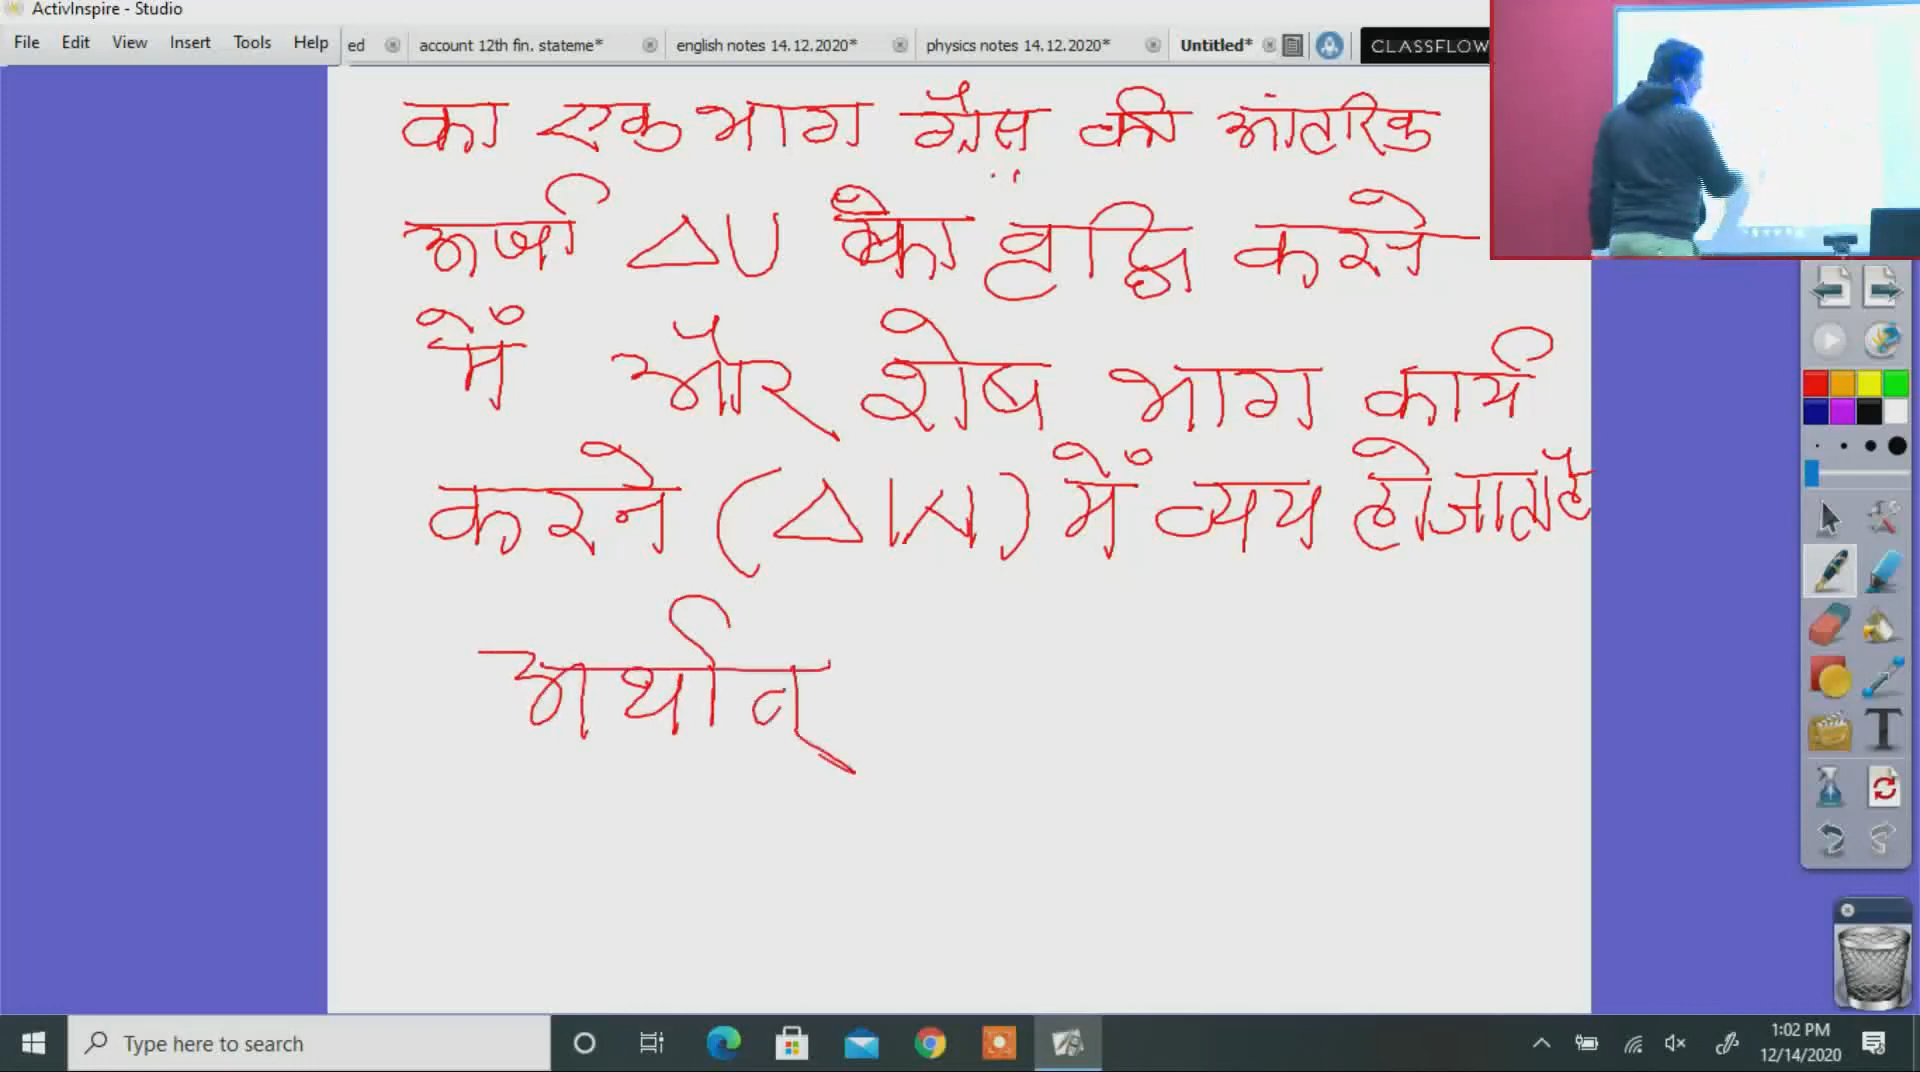 ActivInspire - Studio
File Edit View Insert Tools Help ed account 12th fin. stateme* english notes 14.12.2020* physics notes 14.12.2020* Untitled* CLASSFLOW
का एक भाग गैस की आंतरिक
ऊर्जा ΔU की वृद्धि करने
में और शेष भाग कार्य
करने (ΔW) में व्यय हो जाता है
अर्थात्
Type here to search
1:02 PM
12/14/2020